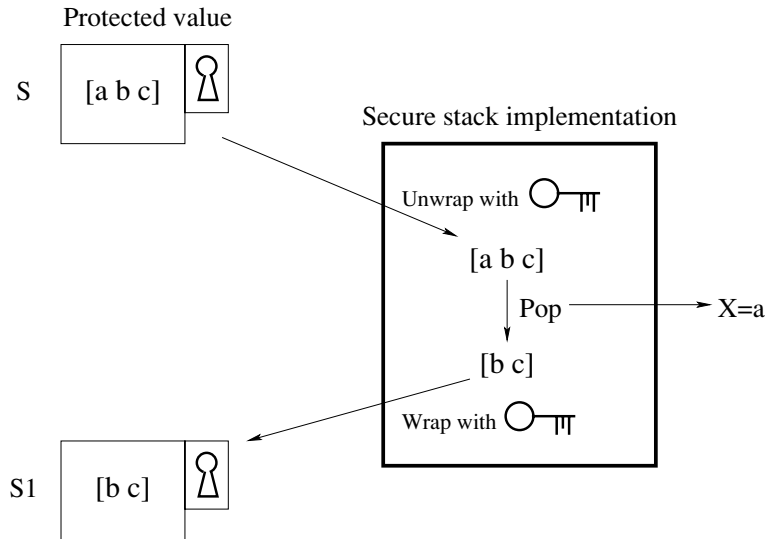 Protected value
S
[a b c]
Secure stack implementation
Unwrap with
[a b c]
Pop
X=a
[b c]
Wrap with
S1
[b c]